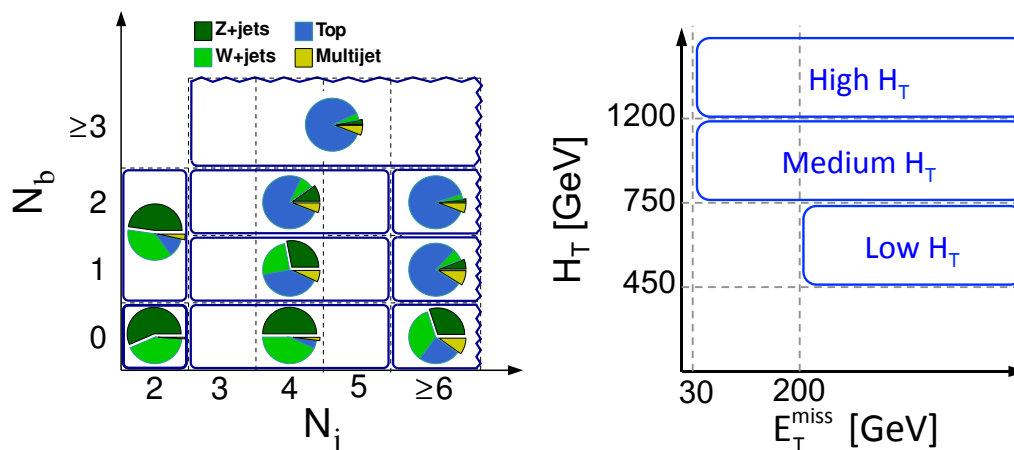 Z+jets Top
W+jets Multijet
N_b
≥3
2
1
0
2 3 4 5 ≥6
N_j
H_T [GeV]
1200
750
450
High H_T
Medium H_T
Low H_T
30 200
E_T^miss [GeV]